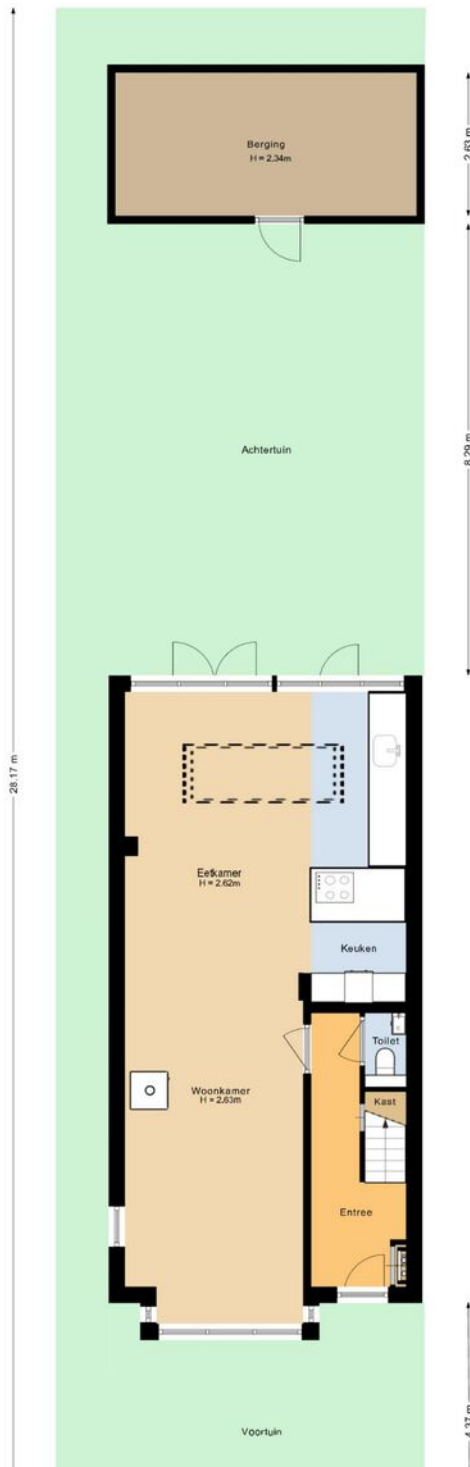 Berging
H = 2.34m
2.63 m
Achtertuin
8.29 m
28.17 m
Eetkamer
H = 2.62m
Keuken
Toilet
Woonkamer
H = 2.63m
Kast
Entree
4.27 m
Voortuin